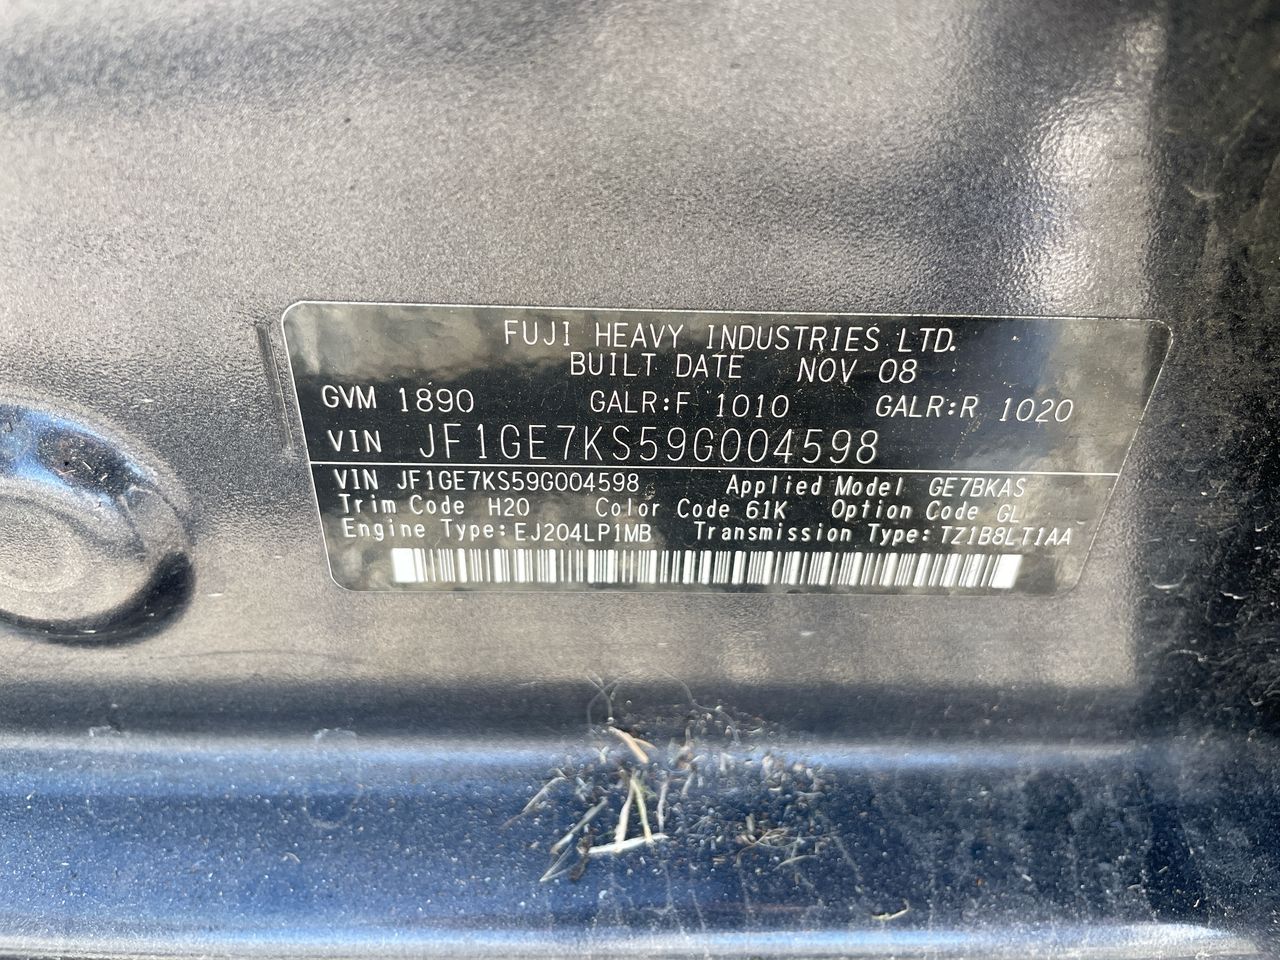 FUJI HEAVY INDUSTRIES LTD.
BUILT DATE NOV 08
GVM 1890 GALR:F 1010 GALR:R 1020
VIN JF1GE7KS59G004598
VIN JF1GE7KS59G004598 Applied Model GE7BKAS
Trim Code H20 Color Code 61K Option Code GL
Engine Type: EJ204LP1MB Transmission Type: TZ1B8LT1AA